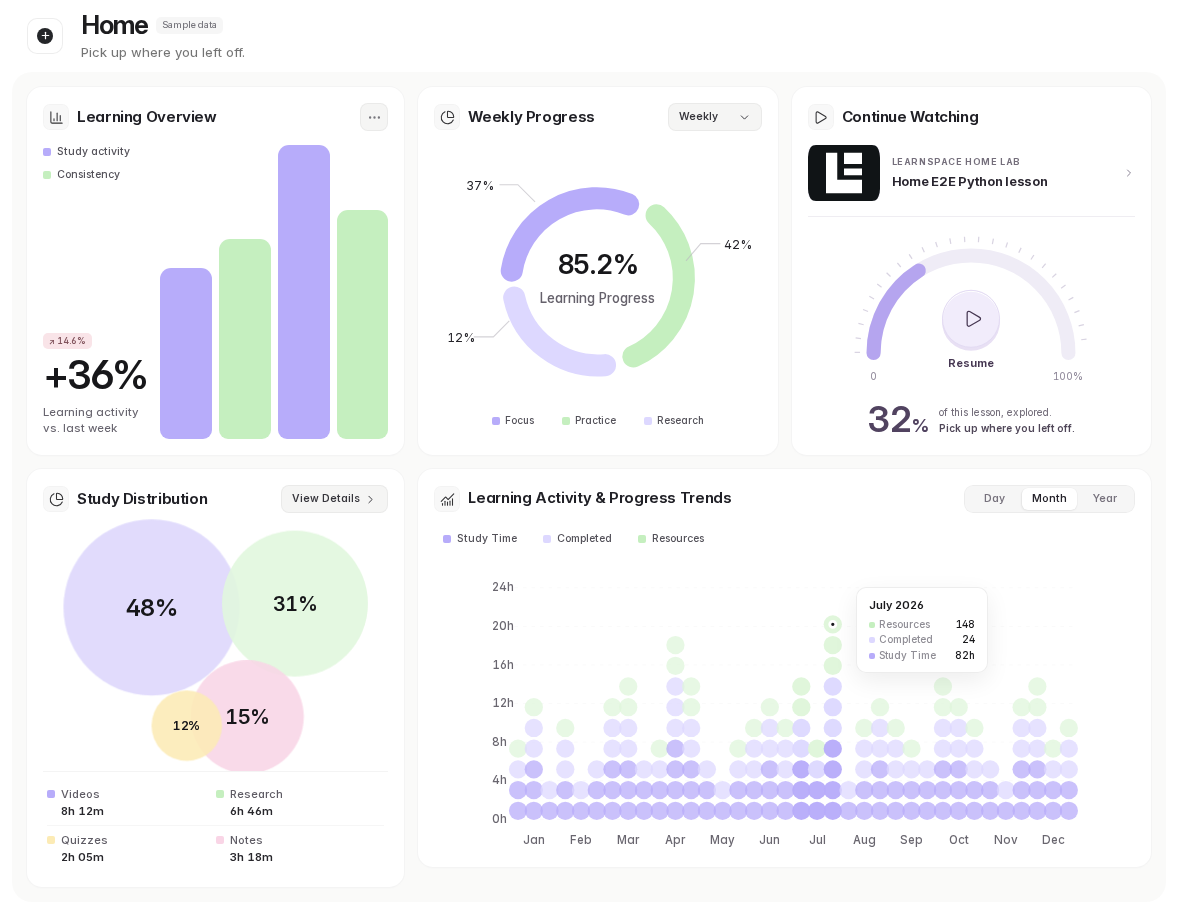 Home
Sample data
Pick up where you left off.
Learning Overview
Study activity
Consistency
14.6%
+36%
Learning activity
vs. last week
Weekly Progress
Weekly
37%
42%
85.2%
Learning Progress
12%
Focus
Practice
Research
Continue Watching
LEARNSPACE HOME LAB
Home E2E Python lesson
Resume
0
100%
32%
of this lesson, explored.
Pick up where you left off.
Study Distribution
View Details
48%
31%
15%
12%
Videos
8h 12m
Research
6h 46m
Quizzes
2h 05m
Notes
3h 18m
Learning Activity & Progress Trends
Day
Month
Year
Study Time
Completed
Resources
24h
20h
16h
12h
8h
4h
0h
July 2026
Resources 148
Completed 24
Study Time 82h
Jan Feb Mar Apr May Jun Jul Aug Sep Oct Nov Dec